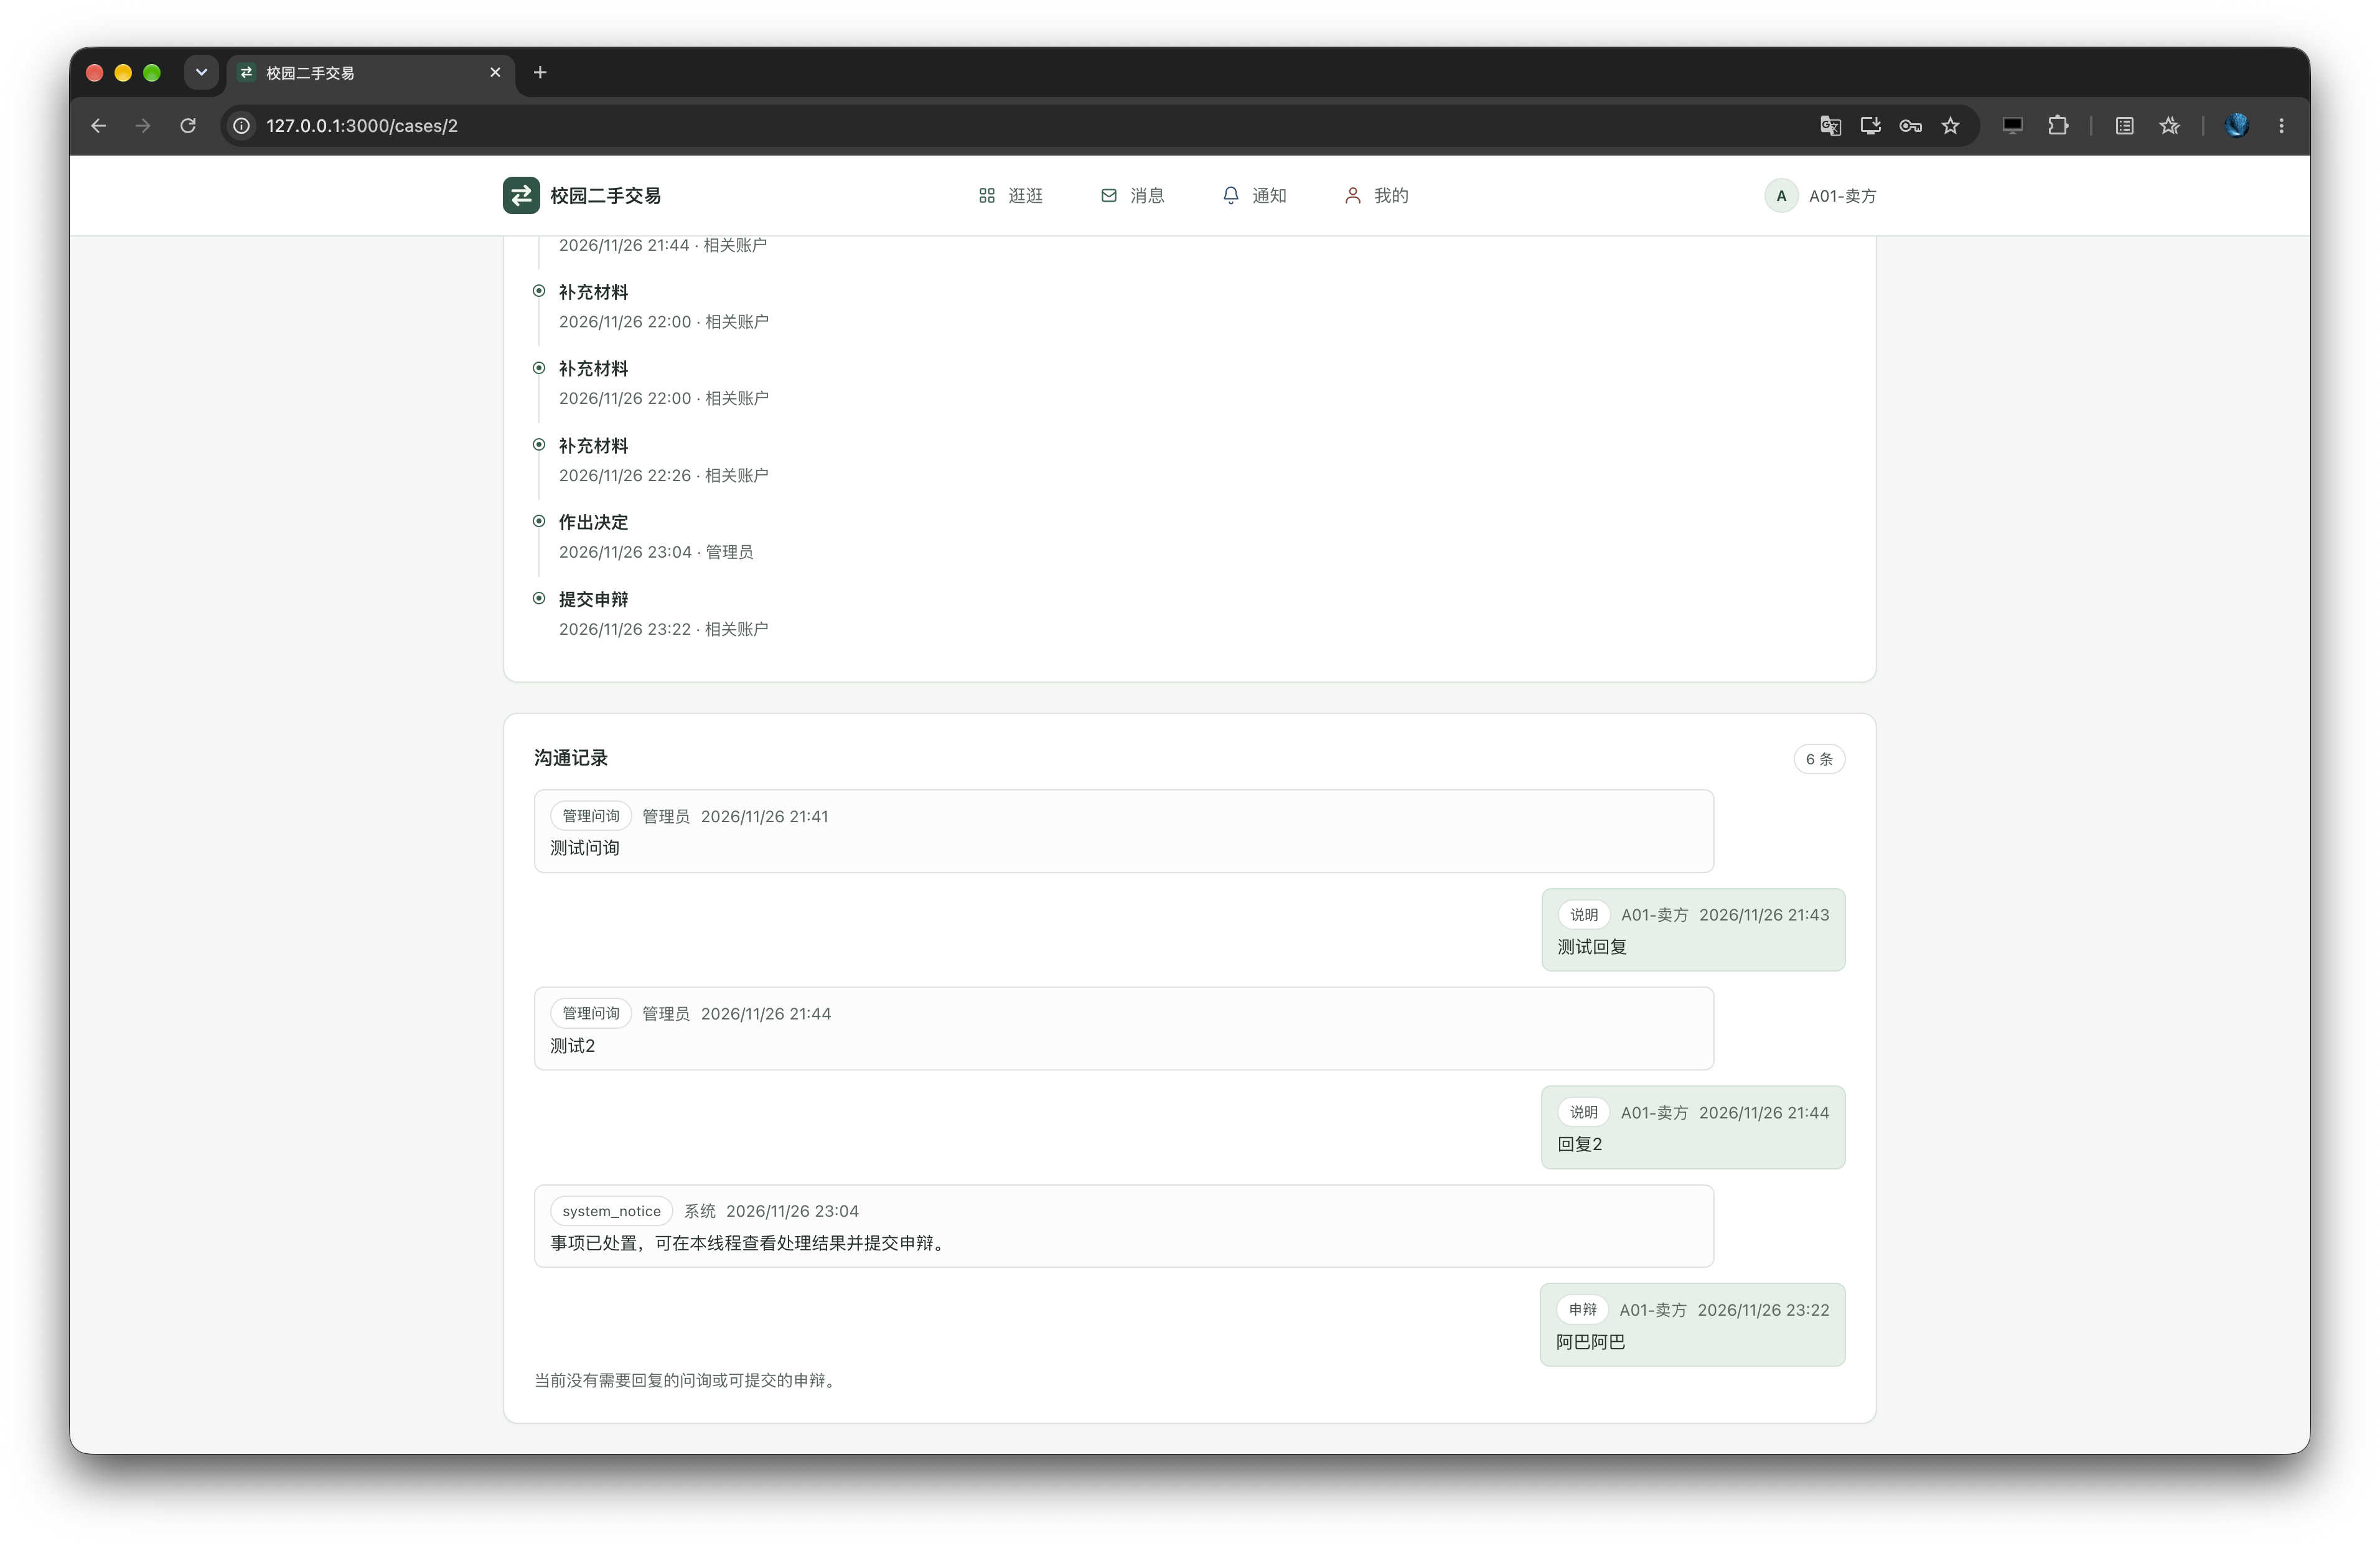 校园二手交易
127.0.0.1:3000/cases/2
校园二手交易
逛逛
消息
通知
我的
A
A01-卖方
2026/11/26 21:44 · 相关账户
补充材料
2026/11/26 22:00 · 相关账户
补充材料
2026/11/26 22:00 · 相关账户
补充材料
2026/11/26 22:26 · 相关账户
作出决定
2026/11/26 23:04 · 管理员
提交申辩
2026/11/26 23:22 · 相关账户
沟通记录
6 条
管理问询 管理员 2026/11/26 21:41
测试问询
说明 A01-卖方 2026/11/26 21:43
测试回复
管理问询 管理员 2026/11/26 21:44
测试2
说明 A01-卖方 2026/11/26 21:44
回复2
system_notice 系统 2026/11/26 23:04
事项已处置，可在本线程查看处理结果并提交申辩。
申辩 A01-卖方 2026/11/26 23:22
阿巴阿巴
当前没有需要回复的问询或可提交的申辩。